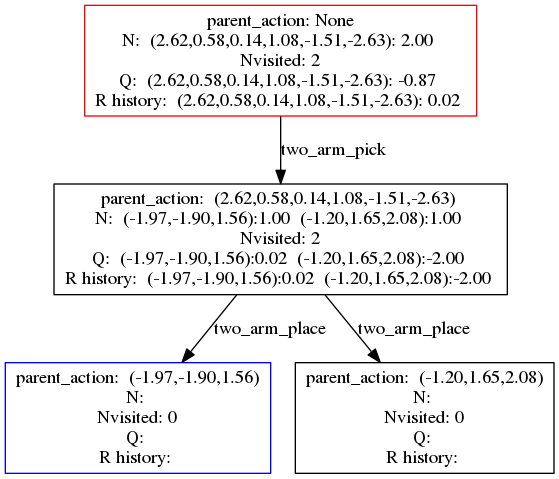 parent_action: None
N: (2.62,0.58,0.14,1.08,-1.51,-2.63): 2.00
Nvisited: 2
Q: (2.62,0.58,0.14,1.08,-1.51,-2.63): -0.87
R history: (2.62,0.58,0.14,1.08,-1.51,-2.63): 0.02
two_arm_pick
parent_action: (2.62,0.58,0.14,1.08,-1.51,-2.63)
N: (-1.97,-1.90,1.56):1.00 (-1.20,1.65,2.08):1.00
Nvisited: 2
Q: (-1.97,-1.90,1.56):0.02 (-1.20,1.65,2.08):-2.00
R history: (-1.97,-1.90,1.56):0.02 (-1.20,1.65,2.08):-2.00
two_arm_place
two_arm_place
parent_action: (-1.97,-1.90,1.56)
N:
Nvisited: 0
Q:
R history:
parent_action: (-1.20,1.65,2.08)
N:
Nvisited: 0
Q:
R history: